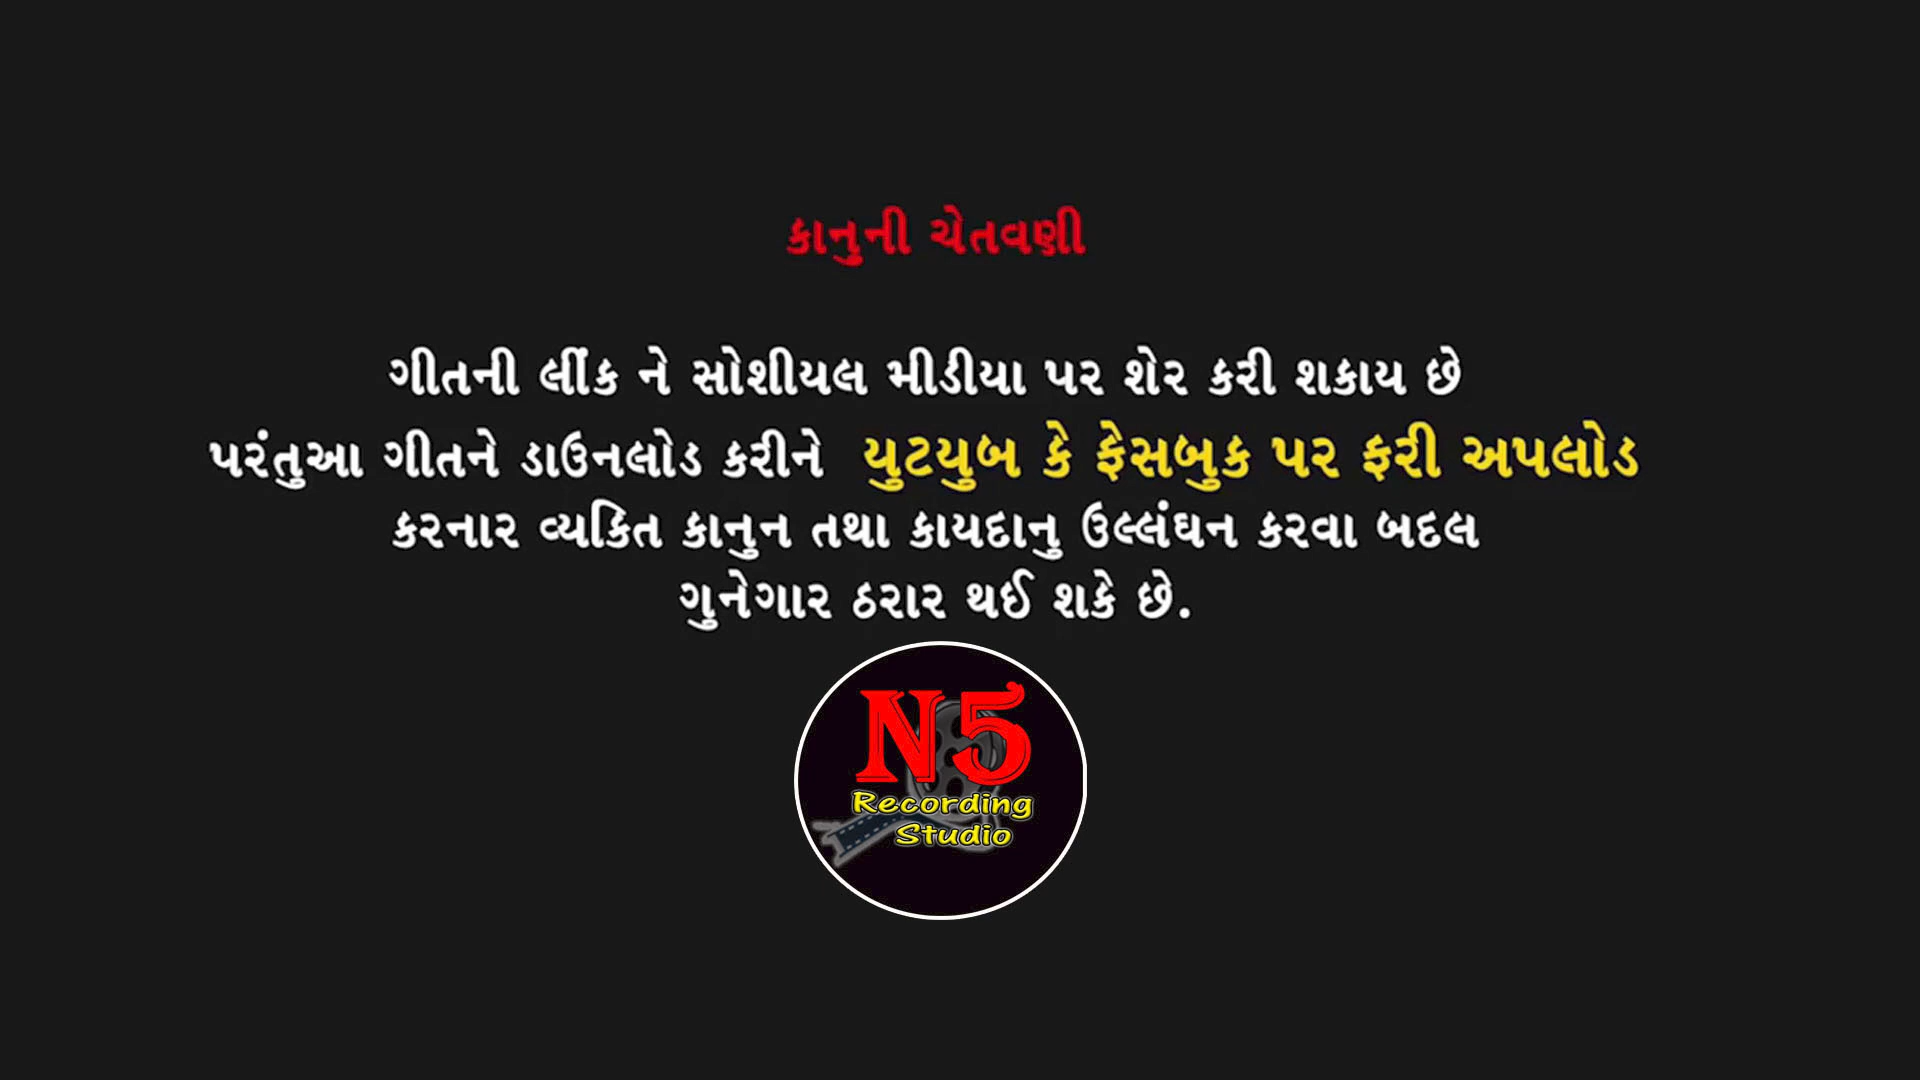 કાનુની ચેતવણી
ગીતની લીંક ને સોશીયલ મીડીયા પર શેર કરી શકાય છે
પરંતુઆ ગીતને ડાઉનલોડ કરીને યુટયુબ કે ફેસબુક પર ફરી અપલોડ
કરનાર વ્યકિત કાનુન તથા કાયદાનુ ઉલ્લંઘન કરવા બદલ
ગુનેગાર ઠરાર થઈ શકે છે.
N5
Recording
Studio